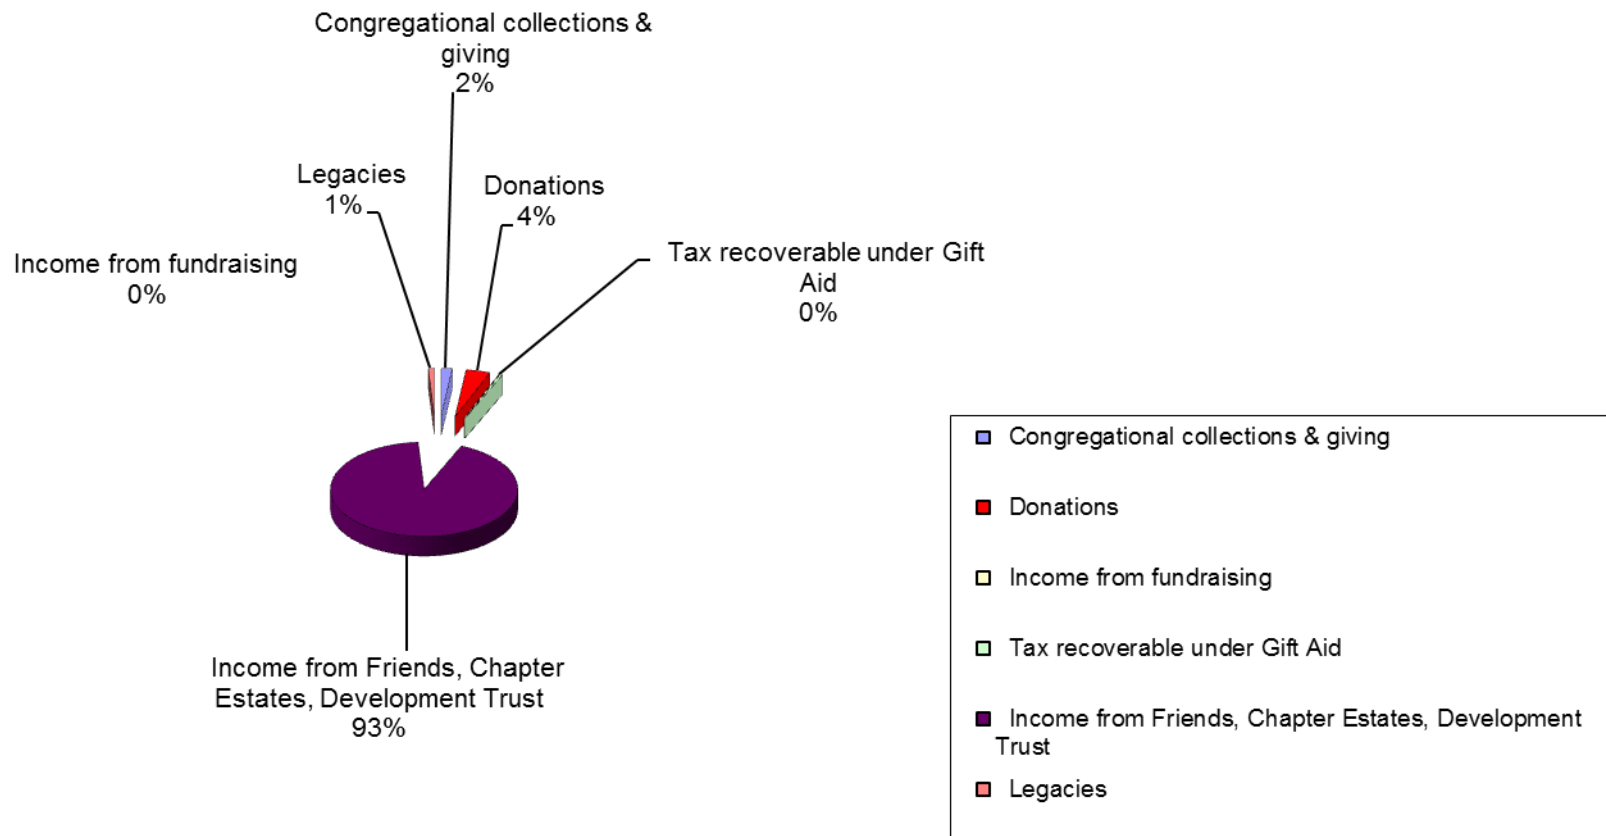 Congregational collections &
giving
2%
Legacies
1%
Donations
4%
Income from fundraising
0%
Tax recoverable under Gift
Aid
0%
Income from Friends, Chapter
Estates, Development Trust
93%
Congregational collections & giving
Donations
Income from fundraising
Tax recoverable under Gift Aid
Income from Friends, Chapter Estates, Development
Trust
Legacies